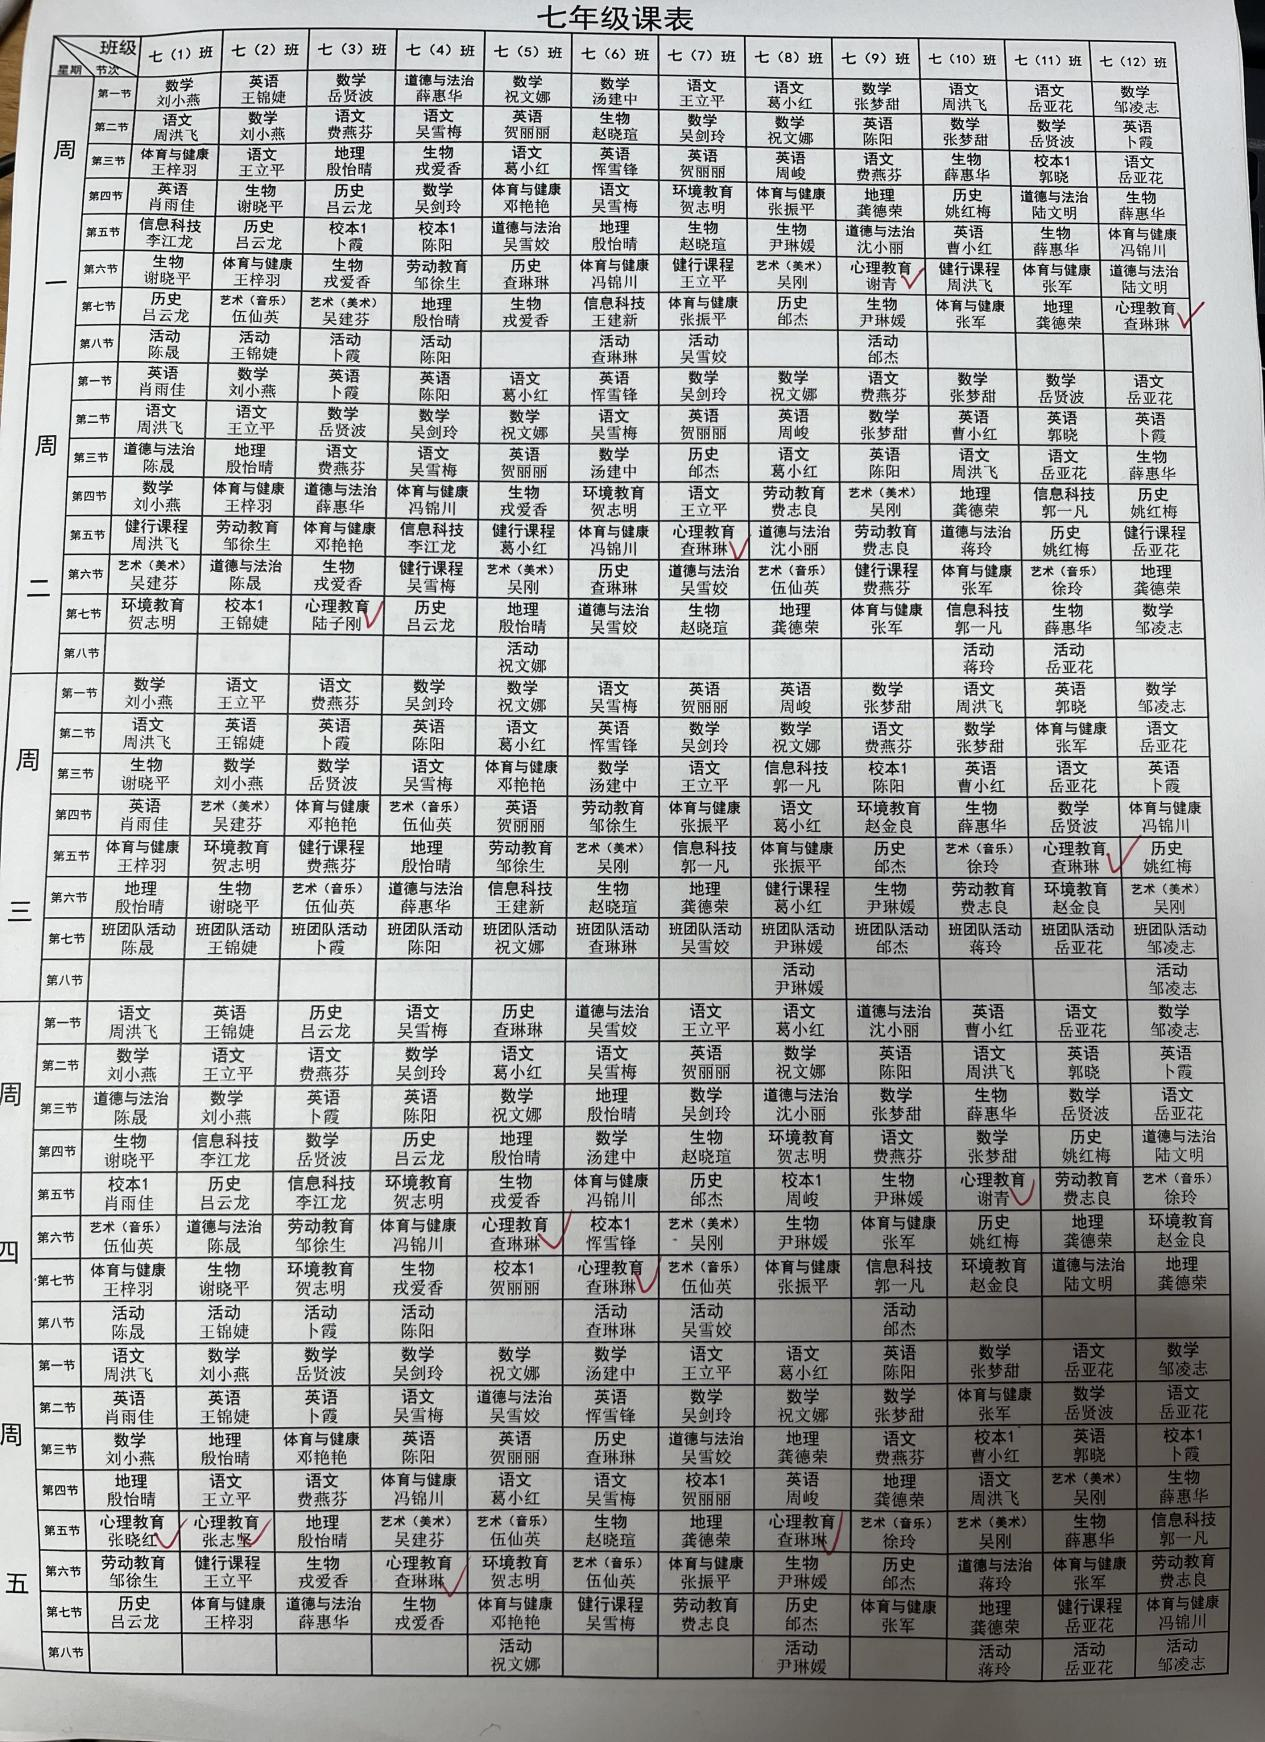 七年级课表
班级 星期 节次 七（1）班 七（2）班 七（3）班 七（4）班 七（5）班 七（6）班 七（7）班 七（8）班 七（9）班 七（10）班 七（11）班 七（12）班
周一
第一节 数学 英语 数学 道德与法治 数学 数学 语文 语文 数学 语文 语文 数学
刘小燕 王锦婕 岳贤波 薛惠华 祝文娜 汤建中 王立平 葛小红 张梦甜 周洪飞 岳亚花 邹凌志
第二节 语文 数学 语文 语文 英语 生物 数学 数学 英语 数学 数学 英语
周洪飞 刘小燕 费燕芬 吴雪梅 贺丽丽 赵晓瑄 吴剑玲 祝文娜 陈阳 张梦甜 岳贤波 卜霞
第三节 体育与健康 语文 地理 生物 语文 英语 英语 英语 语文 生物 校本1 语文
王梓羽 王立平 殷怡晴 戎爱香 葛小红 恽雪锋 贺丽丽 周峻 费燕芬 薛惠华 郭晓 岳亚花
第四节 英语 生物 历史 数学 体育与健康 语文 环境教育 体育与健康 地理 历史 道德与法治 生物
肖雨佳 谢晓平 吕云龙 吴剑玲 邓艳艳 吴雪梅 贺志明 张振平 龚德荣 姚红梅 陆文明 薛惠华
第五节 信息科技 历史 校本1 校本1 道德与法治 地理 生物 生物 道德与法治 英语 生物 体育与健康
李江龙 吕云龙 卜霞 陈阳 吴雪姣 殷怡晴 赵晓瑄 尹琳媛 沈小丽 曹小红 薛惠华 冯锦川
第六节 生物 体育与健康 生物 劳动教育 历史 体育与健康 健行课程 艺术（美术） 心理教育 健行课程 体育与健康 道德与法治
谢晓平 王梓羽 戎爱香 邹徐生 查琳琳 冯锦川 王立平 吴刚 谢青 周洪飞 张军 陆文明
第七节 历史 艺术（音乐） 艺术（美术） 地理 生物 信息科技 体育与健康 历史 生物 体育与健康 地理 心理教育
吕云龙 伍仙英 吴建芬 殷怡晴 戎爱香 王建新 张振平 邰杰 尹琳媛 张军 龚德荣 查琳琳
第八节 活动 活动 活动 活动 活动 活动 活动
陈晟 王锦婕 卜霞 陈阳 查琳琳 吴雪姣 邰杰
周二
第一节 英语 数学 英语 英语 语文 英语 数学 数学 语文 数学 数学 语文
肖雨佳 刘小燕 卜霞 陈阳 葛小红 恽雪锋 吴剑玲 祝文娜 费燕芬 张梦甜 岳贤波 岳亚花
第二节 语文 语文 数学 数学 数学 语文 英语 英语 数学 英语 英语 英语
周洪飞 王立平 岳贤波 吴剑玲 祝文娜 吴雪梅 贺丽丽 周峻 张梦甜 曹小红 郭晓 卜霞
第三节 道德与法治 地理 语文 语文 英语 数学 历史 语文 英语 语文 语文 生物
陈晟 殷怡晴 费燕芬 吴雪梅 贺丽丽 汤建中 邰杰 葛小红 陈阳 周洪飞 岳亚花 薛惠华
第四节 数学 体育与健康 道德与法治 体育与健康 生物 环境教育 语文 劳动教育 艺术（美术） 地理 信息科技 历史
刘小燕 王梓羽 薛惠华 冯锦川 戎爱香 贺志明 王立平 费志良 吴刚 龚德荣 郭一凡 姚红梅
第五节 健行课程 劳动教育 体育与健康 信息科技 健行课程 体育与健康 心理教育 道德与法治 劳动教育 道德与法治 历史 健行课程
周洪飞 邹徐生 邓艳艳 李江龙 葛小红 冯锦川 查琳琳 沈小丽 费志良 蒋玲 姚红梅 岳亚花
第六节 艺术（美术） 道德与法治 生物 健行课程 艺术（美术） 历史 道德与法治 艺术（音乐） 健行课程 体育与健康 艺术（音乐） 地理
吴建芬 陈晟 戎爱香 吴雪梅 吴刚 查琳琳 吴雪姣 伍仙英 费燕芬 张军 徐玲 龚德荣
第七节 环境教育 校本1 心理教育 历史 地理 道德与法治 生物 地理 体育与健康 信息科技 生物 数学
贺志明 王锦婕 陆子刚 吕云龙 殷怡晴 吴雪姣 赵晓瑄 龚德荣 张军 郭一凡 薛惠华 邹凌志
第八节 活动 活动 活动
祝文娜 蒋玲 岳亚花
周三
第一节 数学 语文 语文 数学 数学 语文 英语 英语 数学 语文 英语 数学
刘小燕 王立平 费燕芬 吴剑玲 祝文娜 吴雪梅 贺丽丽 周峻 张梦甜 周洪飞 郭晓 邹凌志
第二节 语文 英语 英语 英语 语文 英语 数学 数学 语文 数学 体育与健康 语文
周洪飞 王锦婕 卜霞 陈阳 葛小红 恽雪锋 吴剑玲 祝文娜 费燕芬 张梦甜 张军 岳亚花
第三节 生物 数学 数学 语文 体育与健康 数学 语文 信息科技 校本1 英语 语文 英语
谢晓平 刘小燕 岳贤波 吴雪梅 邓艳艳 汤建中 王立平 郭一凡 陈阳 曹小红 岳亚花 卜霞
第四节 英语 艺术（美术） 体育与健康 艺术（音乐） 英语 劳动教育 体育与健康 语文 环境教育 生物 数学 体育与健康
肖雨佳 吴建芬 邓艳艳 伍仙英 贺丽丽 邹徐生 张振平 葛小红 赵金良 薛惠华 岳贤波 冯锦川
第五节 体育与健康 环境教育 健行课程 地理 劳动教育 艺术（美术） 信息科技 体育与健康 历史 艺术（音乐） 心理教育 历史
王梓羽 贺志明 费燕芬 殷怡晴 邹徐生 吴刚 郭一凡 张振平 邰杰 徐玲 查琳琳 姚红梅
第六节 地理 生物 艺术（音乐） 道德与法治 信息科技 生物 地理 健行课程 生物 劳动教育 环境教育 艺术（美术）
殷怡晴 谢晓平 伍仙英 薛惠华 王建新 赵晓瑄 龚德荣 葛小红 尹琳媛 费志良 赵金良 吴刚
第七节 班团队活动 班团队活动 班团队活动 班团队活动 班团队活动 班团队活动 班团队活动 班团队活动 班团队活动 班团队活动 班团队活动 班团队活动
陈晟 王锦婕 卜霞 陈阳 祝文娜 查琳琳 吴雪姣 尹琳媛 邰杰 蒋玲 岳亚花 邹凌志
第八节 活动 活动
尹琳媛 邹凌志
周四
第一节 语文 英语 历史 语文 历史 道德与法治 语文 语文 道德与法治 英语 语文 数学
周洪飞 王锦婕 吕云龙 吴雪梅 查琳琳 吴雪姣 王立平 葛小红 沈小丽 曹小红 岳亚花 邹凌志
第二节 数学 语文 语文 数学 语文 语文 英语 数学 英语 语文 英语 英语
刘小燕 王立平 费燕芬 吴剑玲 葛小红 吴雪梅 贺丽丽 祝文娜 陈阳 周洪飞 郭晓 卜霞
第三节 道德与法治 数学 英语 英语 数学 地理 数学 道德与法治 数学 生物 数学 语文
陈晟 刘小燕 卜霞 陈阳 祝文娜 殷怡晴 吴剑玲 沈小丽 张梦甜 薛惠华 岳贤波 岳亚花
第四节 生物 信息科技 数学 历史 地理 数学 生物 环境教育 语文 数学 历史 道德与法治
谢晓平 李江龙 岳贤波 吕云龙 殷怡晴 汤建中 赵晓瑄 贺志明 费燕芬 张梦甜 姚红梅 陆文明
第五节 校本1 历史 信息科技 环境教育 生物 体育与健康 历史 校本1 生物 心理教育 劳动教育 艺术（音乐）
肖雨佳 吕云龙 李江龙 贺志明 戎爱香 冯锦川 邰杰 周峻 尹琳媛 谢青 费志良 徐玲
第六节 艺术（音乐） 道德与法治 劳动教育 体育与健康 心理教育 校本1 艺术（美术） 生物 体育与健康 历史 地理 环境教育
伍仙英 陈晟 邹徐生 冯锦川 查琳琳 恽雪锋 吴刚 尹琳媛 张军 姚红梅 龚德荣 赵金良
第七节 体育与健康 生物 环境教育 生物 校本1 心理教育 艺术（音乐） 体育与健康 信息科技 环境教育 道德与法治 地理
王梓羽 谢晓平 贺志明 戎爱香 贺丽丽 查琳琳 伍仙英 张振平 郭一凡 赵金良 陆文明 龚德荣
第八节 活动 活动 活动 活动 活动 活动 活动
陈晟 王锦婕 卜霞 陈阳 查琳琳 吴雪姣 邰杰
周五
第一节 语文 数学 数学 数学 数学 数学 语文 语文 英语 数学 语文 数学
周洪飞 刘小燕 岳贤波 吴剑玲 祝文娜 汤建中 王立平 葛小红 陈阳 张梦甜 岳亚花 邹凌志
第二节 英语 英语 英语 语文 道德与法治 英语 数学 数学 数学 体育与健康 数学 语文
肖雨佳 王锦婕 卜霞 吴雪梅 吴雪姣 恽雪锋 吴剑玲 祝文娜 张梦甜 张军 岳贤波 岳亚花
第三节 数学 地理 体育与健康 英语 英语 历史 道德与法治 地理 语文 校本1 英语 校本1
刘小燕 殷怡晴 邓艳艳 陈阳 贺丽丽 查琳琳 吴雪姣 龚德荣 费燕芬 曹小红 郭晓 卜霞
第四节 地理 语文 语文 体育与健康 语文 语文 校本1 英语 地理 语文 艺术（美术） 生物
殷怡晴 王立平 费燕芬 冯锦川 葛小红 吴雪梅 贺丽丽 周峻 龚德荣 周洪飞 吴刚 薛惠华
第五节 心理教育 心理教育 地理 艺术（美术） 艺术（音乐） 生物 地理 心理教育 艺术（音乐） 艺术（美术） 生物 信息科技
张晓红 张志坚 殷怡晴 吴建芬 伍仙英 赵晓瑄 龚德荣 查琳琳 徐玲 吴刚 薛惠华 郭一凡
第六节 劳动教育 健行课程 生物 心理教育 环境教育 艺术（音乐） 体育与健康 生物 历史 道德与法治 体育与健康 劳动教育
邹徐生 王立平 戎爱香 查琳琳 贺志明 伍仙英 张振平 尹琳媛 邰杰 蒋玲 张军 费志良
第七节 历史 体育与健康 道德与法治 生物 体育与健康 健行课程 劳动教育 历史 体育与健康 地理 健行课程 体育与健康
吕云龙 王梓羽 薛惠华 戎爱香 邓艳艳 吴雪梅 费志良 邰杰 张军 龚德荣 岳亚花 冯锦川
第八节 活动 活动 活动 活动 活动
祝文娜 尹琳媛 蒋玲 岳亚花 邹凌志